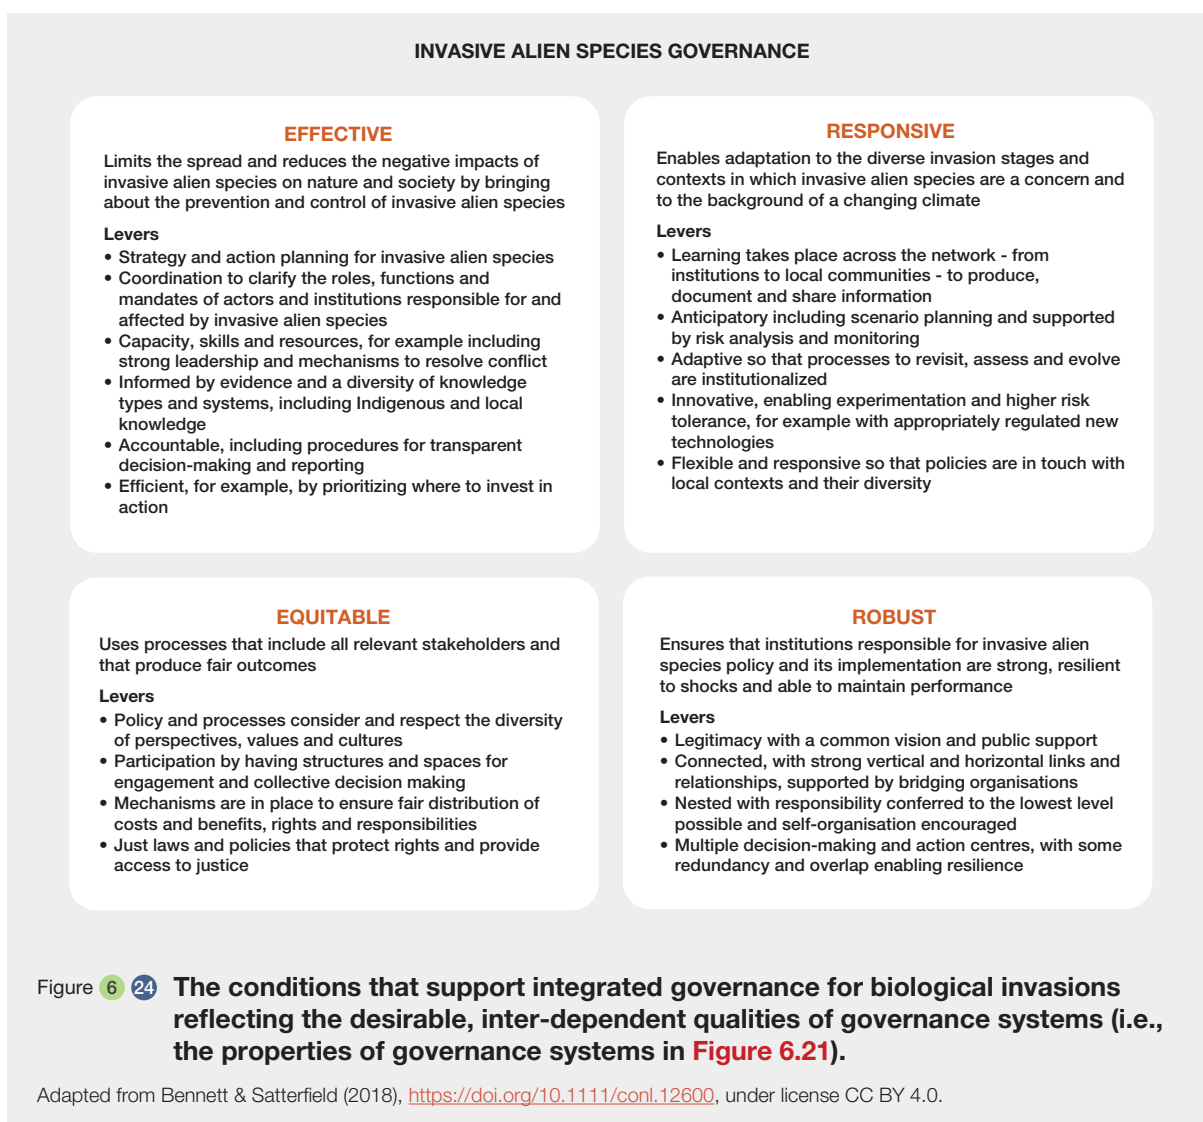 INVASIVE ALIEN SPECIES GOVERNANCE
EFFECTIVE
Limits the spread and reduces the negative impacts of
invasive alien species on nature and society by bringing
about the prevention and control of invasive alien species
Levers
• Strategy and action planning for invasive alien species
• Coordination to clarify the roles, functions and
mandates of actors and institutions responsible for and
affected by invasive alien species
• Capacity, skills and resources, for example including
strong leadership and mechanisms to resolve conflict
• Informed by evidence and a diversity of knowledge
types and systems, including Indigenous and local
knowledge
• Accountable, including procedures for transparent
decision-making and reporting
• Efficient, for example, by prioritizing where to invest in
action
RESPONSIVE
Enables adaptation to the diverse invasion stages and
contexts in which invasive alien species are a concern and
to the background of a changing climate
Levers
• Learning takes place across the network - from
institutions to local communities - to produce,
document and share information
• Anticipatory including scenario planning and supported
by risk analysis and monitoring
• Adaptive so that processes to revisit, assess and evolve
are institutionalized
• Innovative, enabling experimentation and higher risk
tolerance, for example with appropriately regulated new
technologies
• Flexible and responsive so that policies are in touch with
local contexts and their diversity
EQUITABLE
Uses processes that include all relevant stakeholders and
that produce fair outcomes
Levers
• Policy and processes consider and respect the diversity
of perspectives, values and cultures
• Participation by having structures and spaces for
engagement and collective decision making
• Mechanisms are in place to ensure fair distribution of
costs and benefits, rights and responsibilities
• Just laws and policies that protect rights and provide
access to justice
ROBUST
Ensures that institutions responsible for invasive alien
species policy and its implementation are strong, resilient
to shocks and able to maintain performance
Levers
• Legitimacy with a common vision and public support
• Connected, with strong vertical and horizontal links and
relationships, supported by bridging organisations
• Nested with responsibility conferred to the lowest level
possible and self-organisation encouraged
• Multiple decision-making and action centres, with some
redundancy and overlap enabling resilience
Figure 6 24 The conditions that support integrated governance for biological invasions
reflecting the desirable, inter-dependent qualities of governance systems (i.e.,
the properties of governance systems in Figure 6.21).
Adapted from Bennett & Satterfield (2018), https://doi.org/10.1111/conl.12600, under license CC BY 4.0.